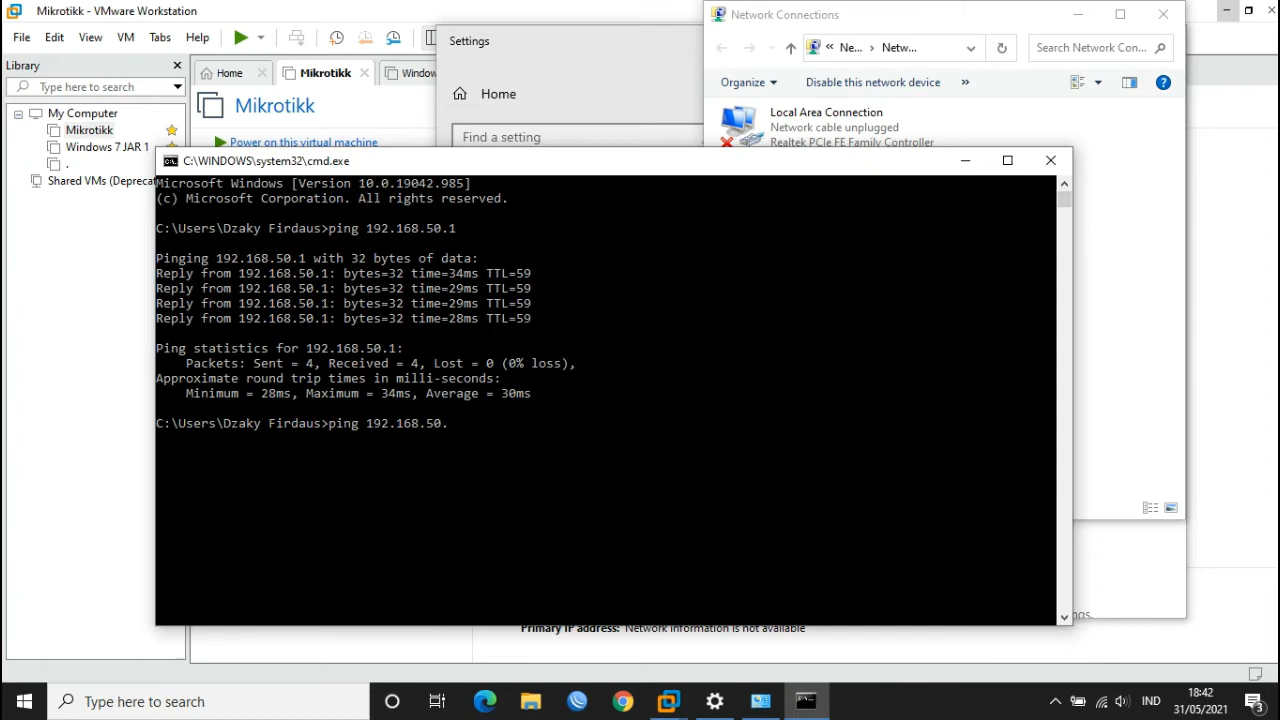 Mikrotikk - VMware Workstation
File Edit View VM Tabs Help
Library
Type here to search
My Computer
Mikrotikk
Windows 7 JAR 1
.
Shared VMs (Deprecat
Home
Mikrotikk
Window
Mikrotikk
Power on this virtual machine
Settings
Home
Find a setting
Network Connections
« Ne... › Netw...
Search Network Con...
Organize Disable this network device »
Local Area Connection
Network cable unplugged
Realtek PCIe FE Family Controller
C:\WINDOWS\system32\cmd.exe
Microsoft Windows [Version 10.0.19042.985]
(c) Microsoft Corporation. All rights reserved.
C:\Users\Dzaky Firdaus>ping 192.168.50.1
Pinging 192.168.50.1 with 32 bytes of data:
Reply from 192.168.50.1: bytes=32 time=34ms TTL=59
Reply from 192.168.50.1: bytes=32 time=29ms TTL=59
Reply from 192.168.50.1: bytes=32 time=29ms TTL=59
Reply from 192.168.50.1: bytes=32 time=28ms TTL=59
Ping statistics for 192.168.50.1:
Packets: Sent = 4, Received = 4, Lost = 0 (0% loss),
Approximate round trip times in milli-seconds:
Minimum = 28ms, Maximum = 34ms, Average = 30ms
C:\Users\Dzaky Firdaus>ping 192.168.50.
Primary IP address: Network information is not available
Type here to search
IND
18:42
31/05/2021
3